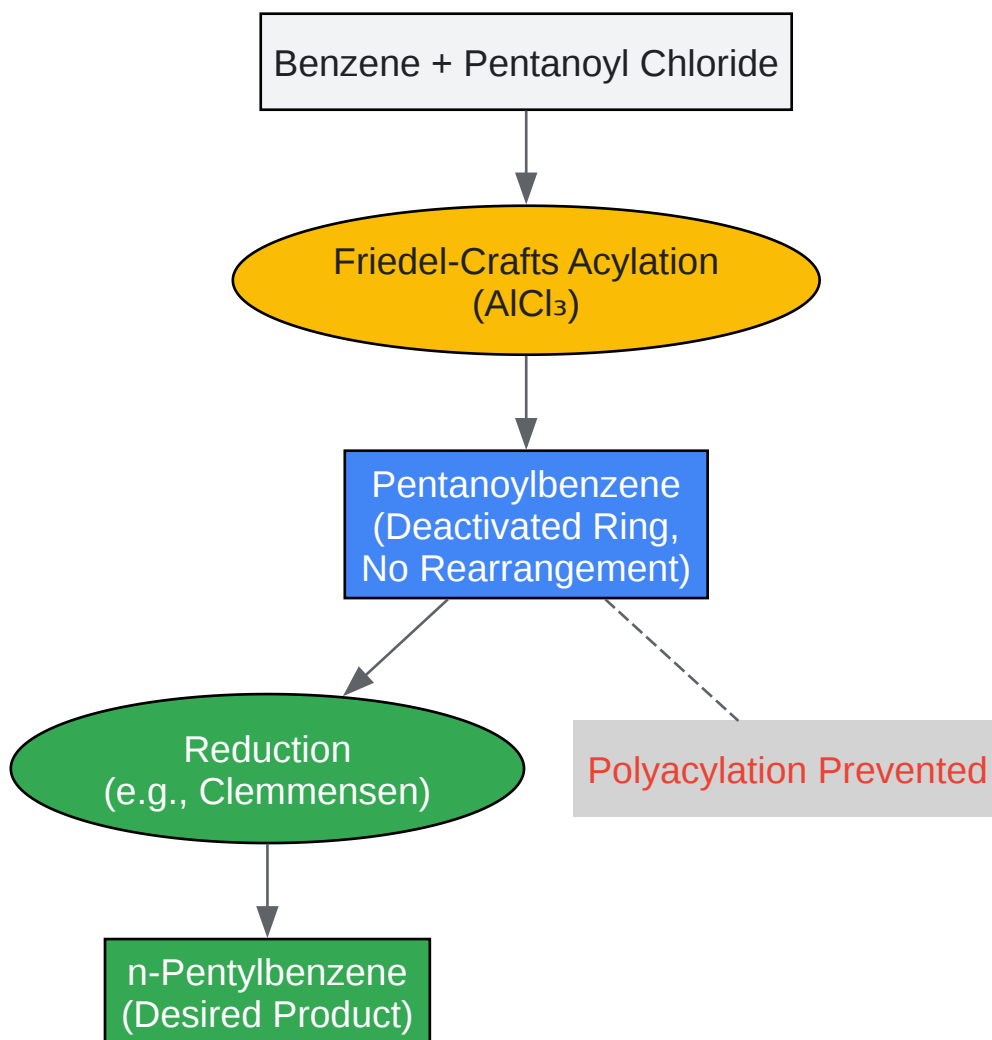 Benzene + Pentanoyl Chloride
Friedel-Crafts Acylation
(AlCl₃)
Pentanoylbenzene
(Deactivated Ring,
No Rearrangement)
Reduction
(e.g., Clemmensen)
Polyacylation Prevented
n-Pentylbenzene
(Desired Product)